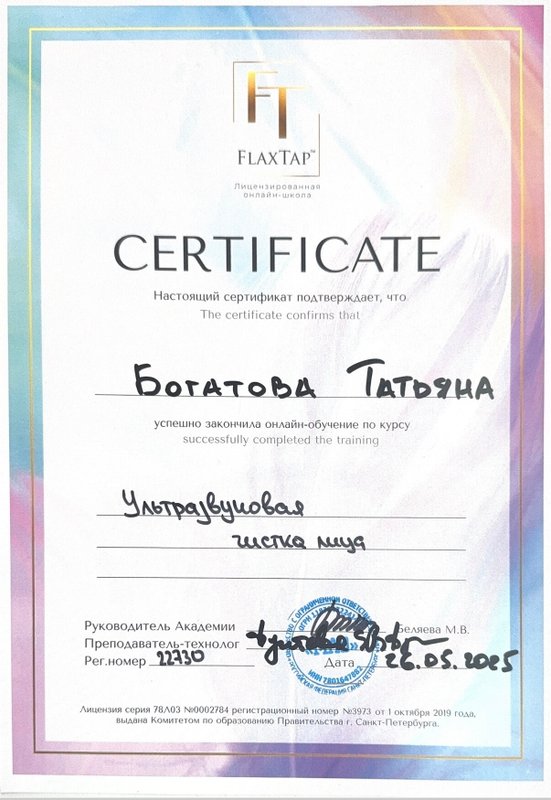 FT
FLAXTAP™
Лицензированная
онлайн-школа
CERTIFICATE
Настоящий сертификат подтверждает, что
The certificate confirms that
Богатова Татьяна
успешно закончила онлайн-обучение по курсу
successfully completed the training
Ультразвуковая
чистка лица
Руководитель Академии Беляева М.В.
Преподаватель-технолог
Рег.номер 22730 Дата 26.05.2025
ИНН 7801647882
Лицензия серия 78Л03 №0002784 регистрационный номер №3973 от 1 октября 2019 года,
выдана Комитетом по образованию Правительства г. Санкт-Петербурга.